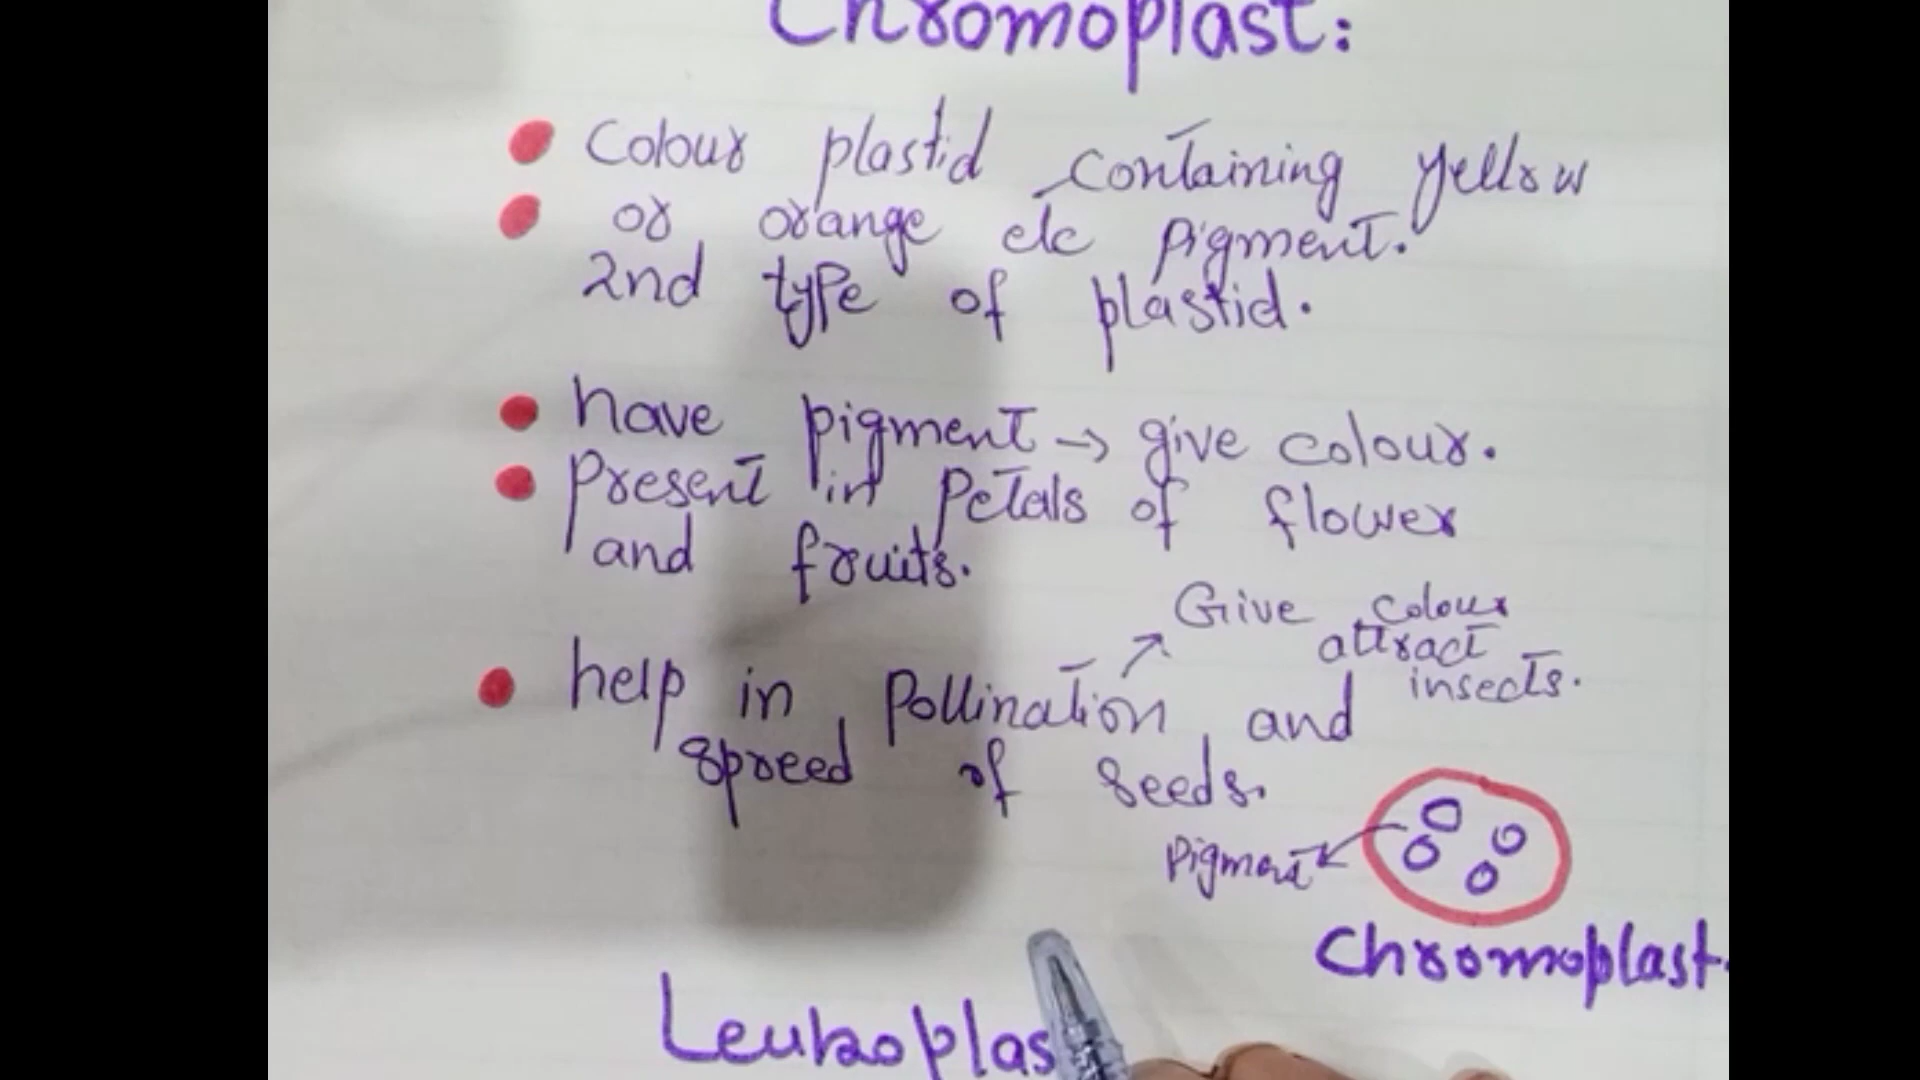 Chromoplast:
Colour plastid containing yellow
or orange etc pigment.
2nd type of plastid.
have pigment → give colour.
present in petals of flower
and fruits.
Give colour
attract
insects.
help in pollination and
spreed of seeds.
pigment
Chromoplast.
Leukoplas